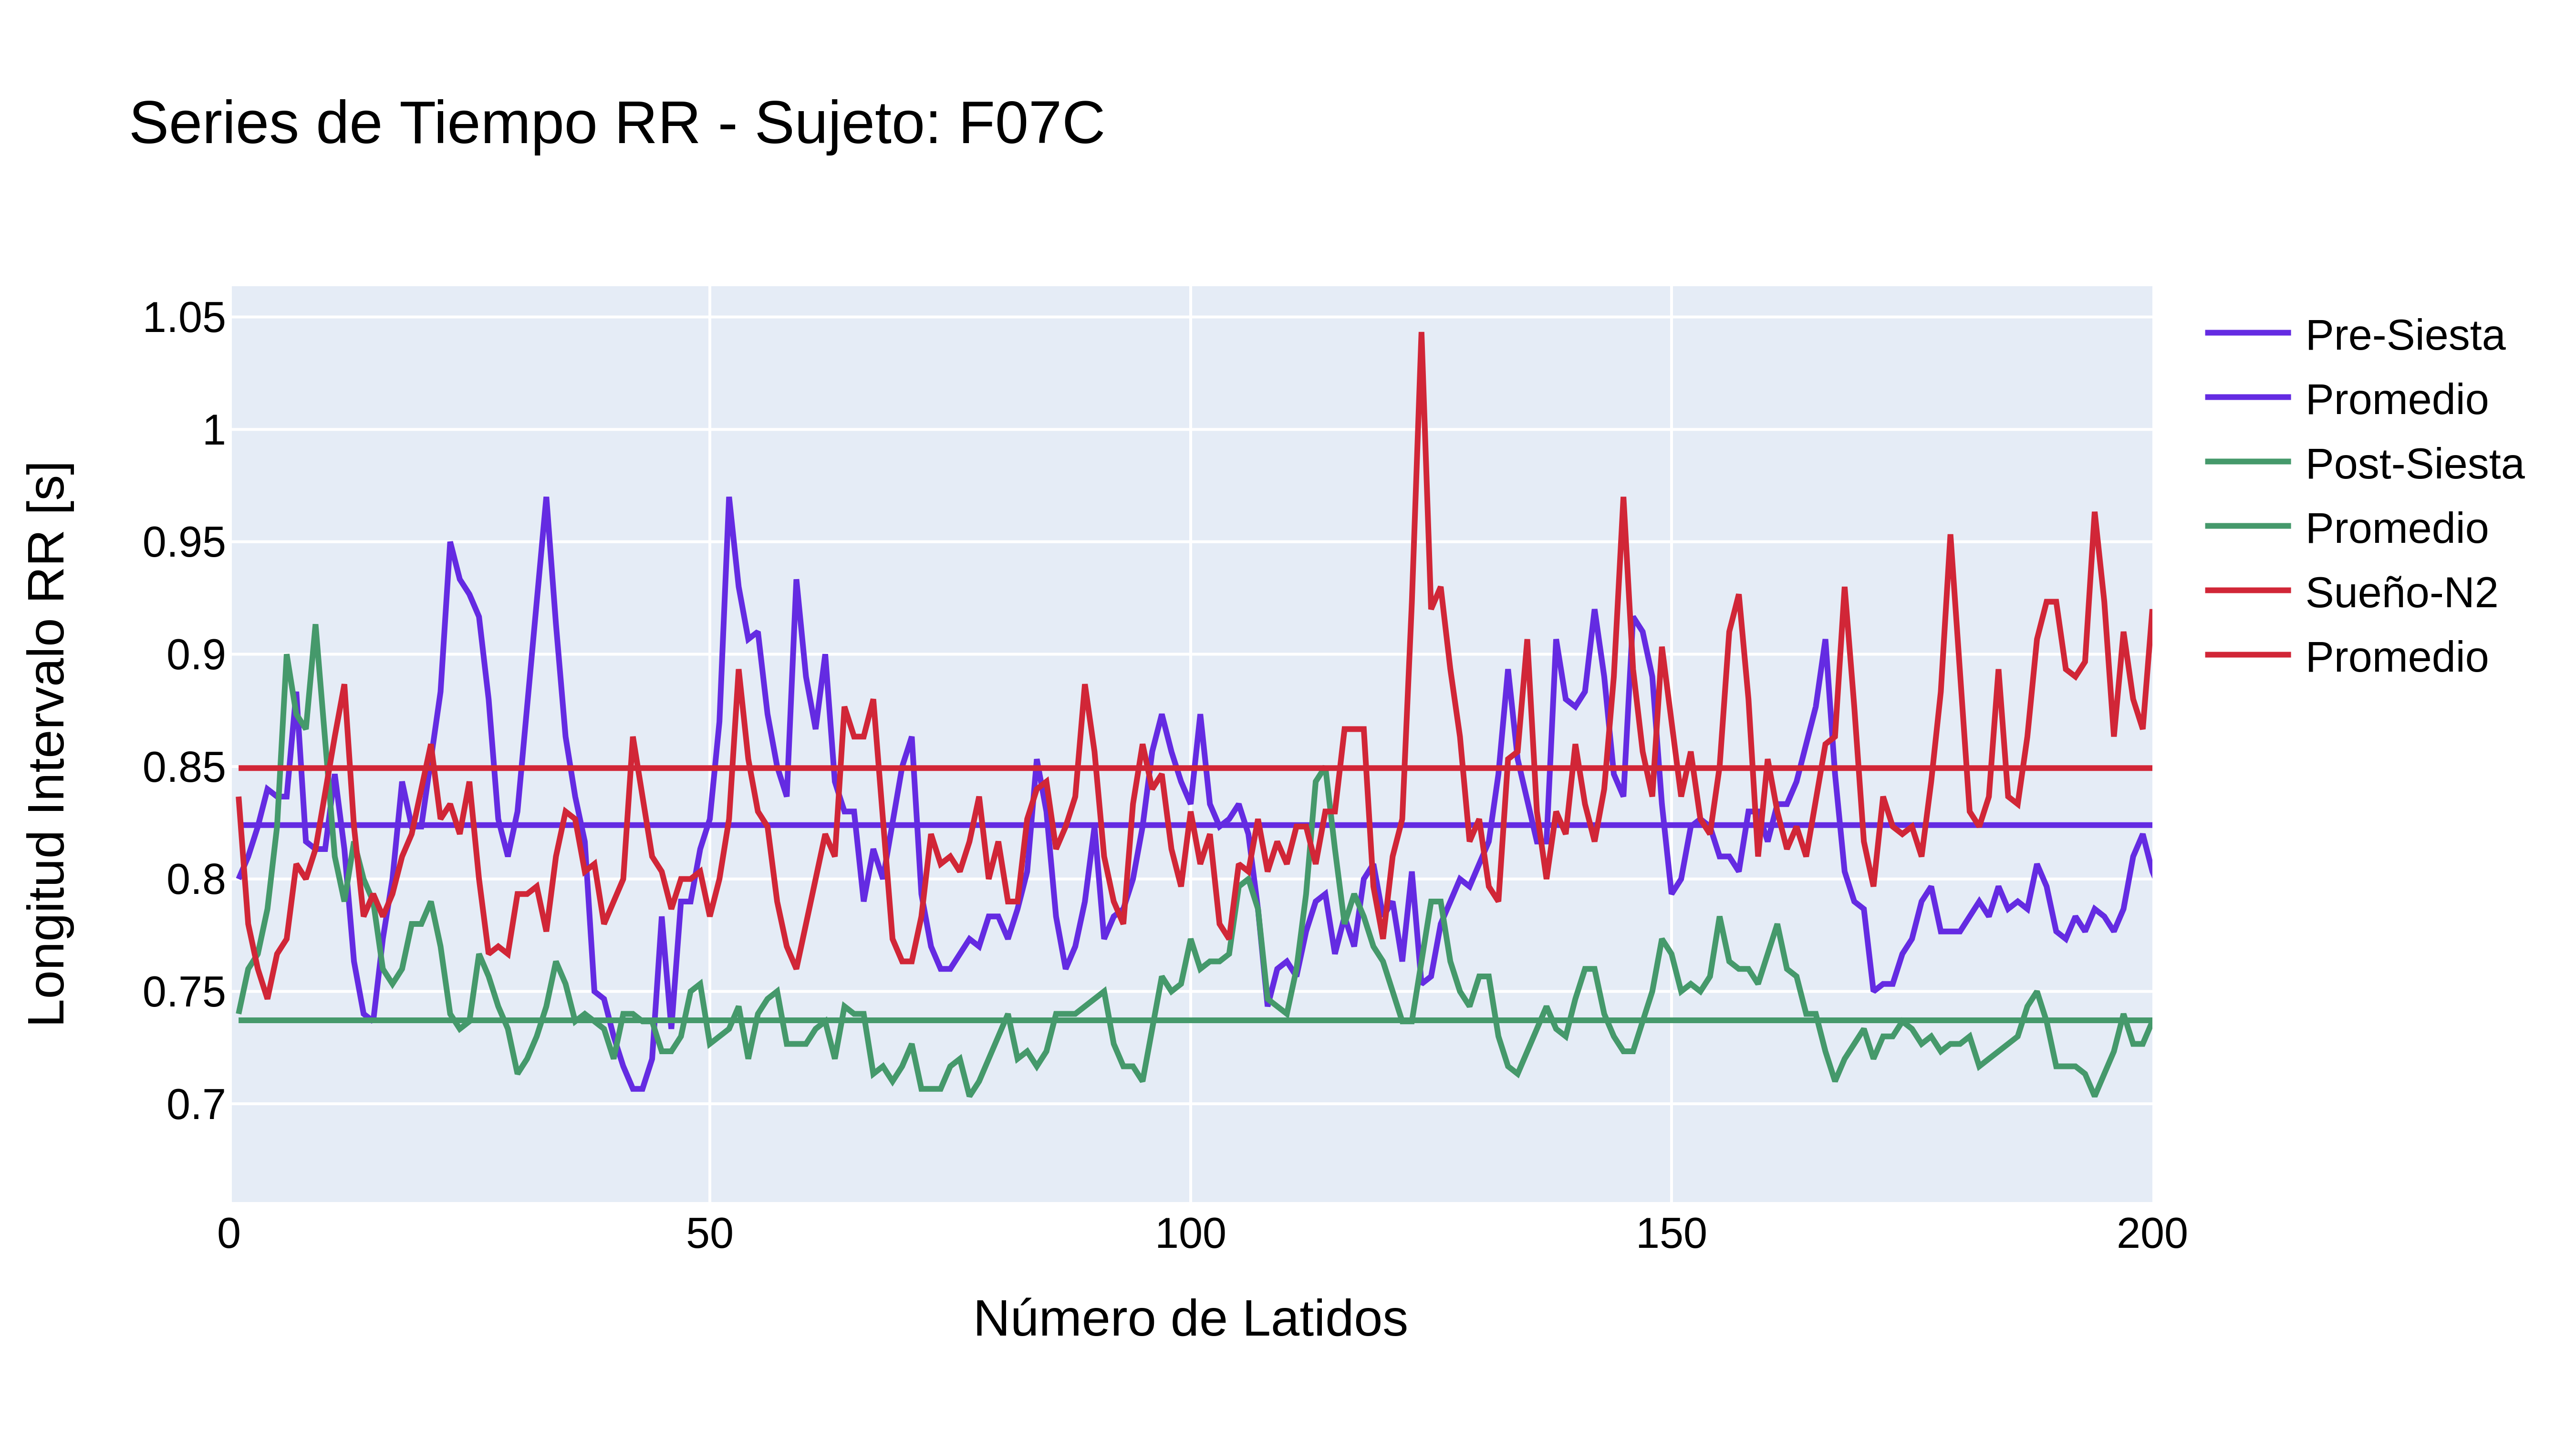 Series de Tiempo RR - Sujeto: F07C
Longitud Intervalo RR [s]
1.05
1
0.95
0.9
0.85
0.8
0.75
0.7
0
50
100
150
200
Número de Latidos
Pre-Siesta
Promedio
Post-Siesta
Promedio
Sueño-N2
Promedio